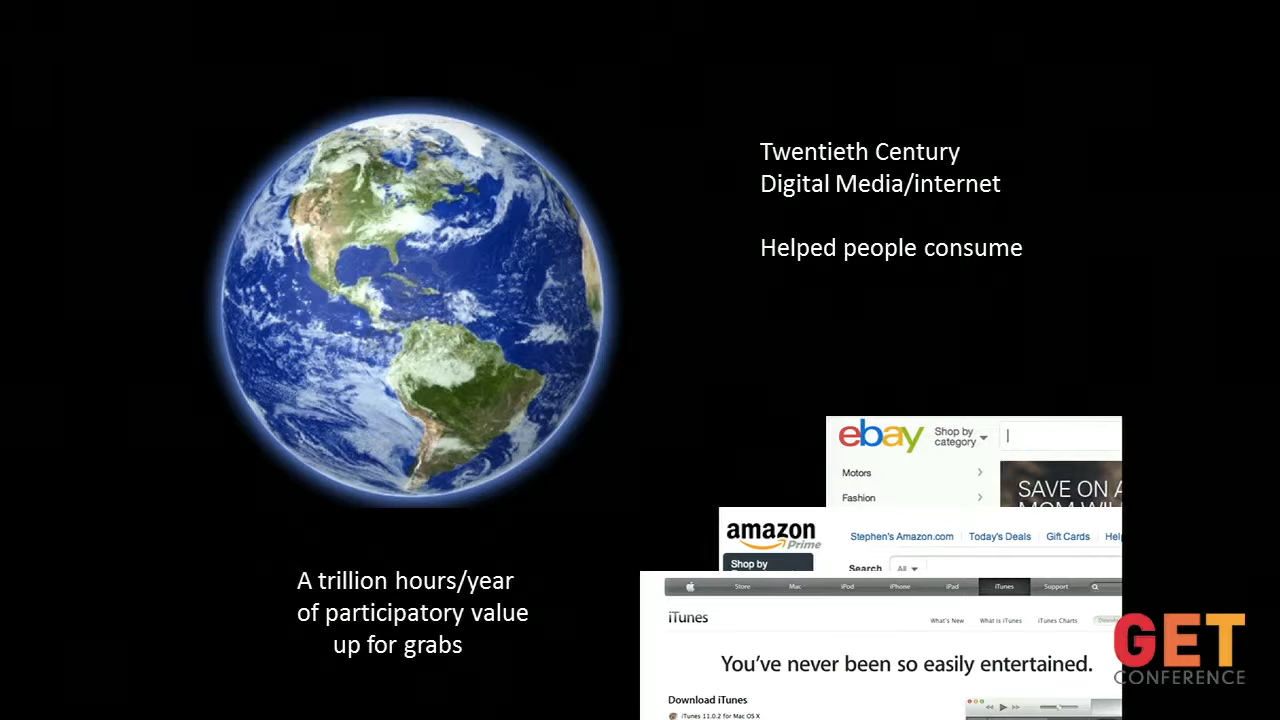 Twentieth Century
Digital Media/internet
Helped people consume
A trillion hours/year
of participatory value
up for grabs
ebay
Shop by
category
Motors
Fashion
SAVE ON A
amazon
Prime
Stephen's Amazon.com
Today's Deals
Gift Cards
Shop by
Search
All
Store
Mac
iPod
iPhone
iPad
iTunes
Support
iTunes
What's New
What is iTunes
iTunes Charts
You've never been so easily entertained.
Download iTunes
iTunes 11.0.2 for Mac OS X
GET
CONFERENCE